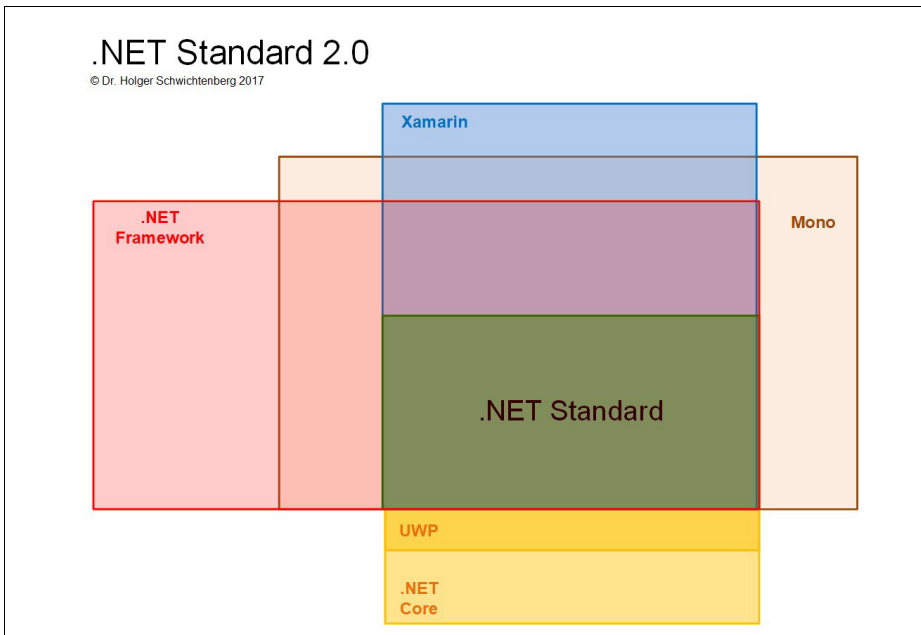 .NET Standard 2.0
© Dr. Holger Schwichtenberg 2017
Xamarin
.NET
Framework
Mono
.NET Standard
UWP
.NET
Core